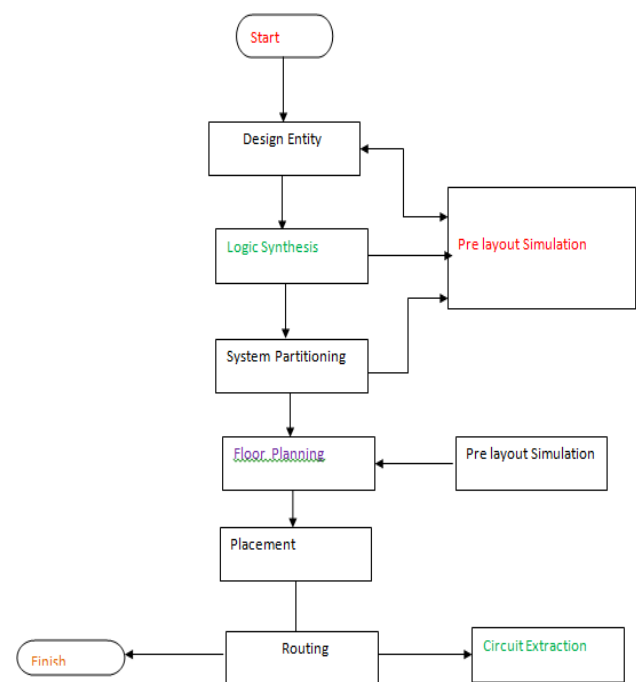 Start
Design Entity
Logic Synthesis
Pre layout Simulation
System Partitioning
Floor Planning
Pre layout Simulation
Placement
Routing
Circuit Extraction
Finish